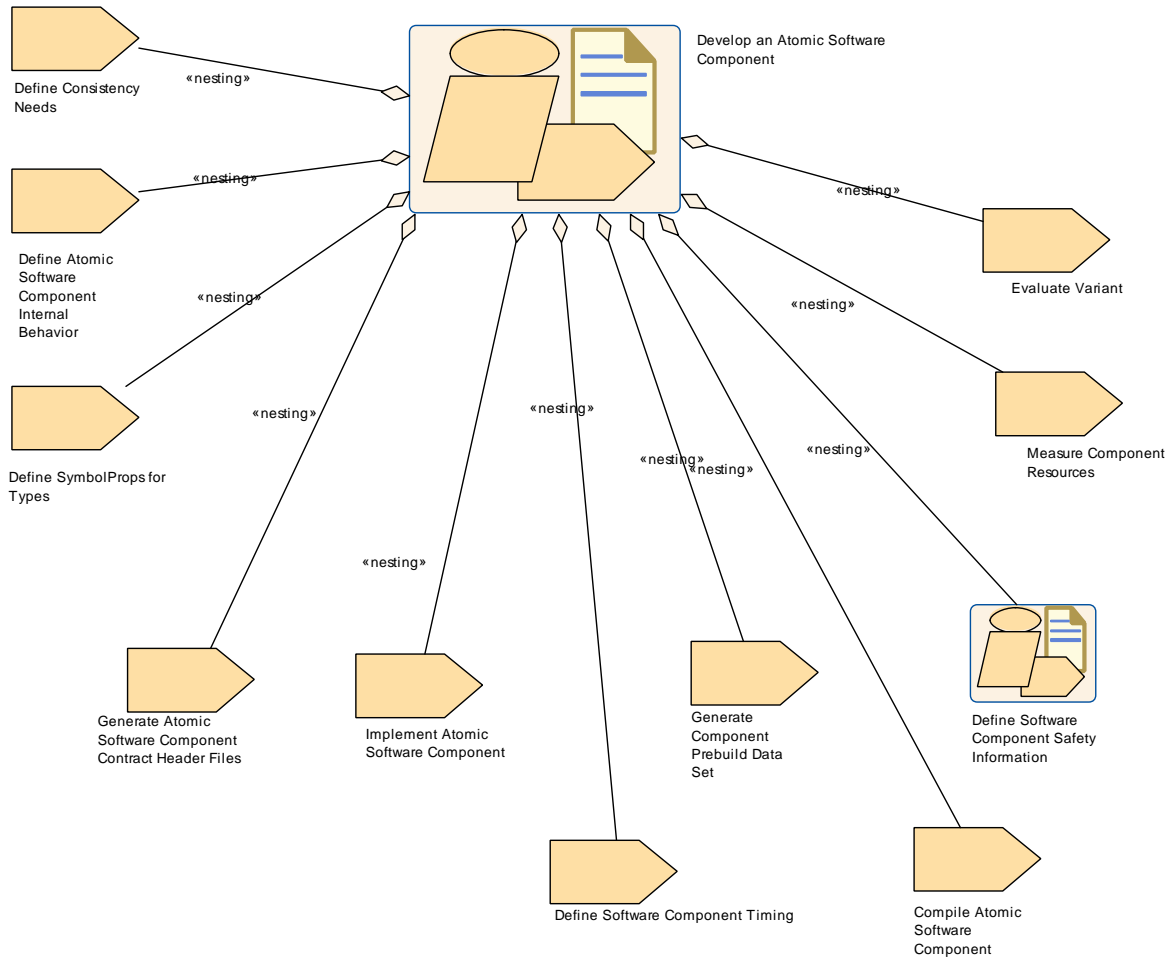 Develop an Atomic Software
Component
«nesting»
Define Consistency
Needs
«nesting»
«nesting»
Define Atomic
Software
Component
Internal
Behavior
Evaluate Variant
«nesting»
«nesting»
Define SymbolProps for
Types
«nesting»
«nesting»
«nesting»
Measure Component
Resources
«nesting»
«nesting»
«nesting»
Generate Atomic
Software Component
Contract Header Files
«nesting»
Implement Atomic
Software Component
Generate
Component
Prebuild Data
Set
Define Software
Component Safety
Information
Define Software Component Timing
Compile Atomic
Software
Component